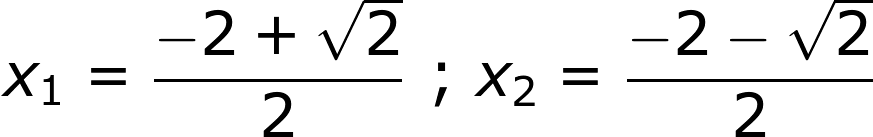 x₁ = (−2 + √2)/2 ; x₂ = (−2 − √2)/2